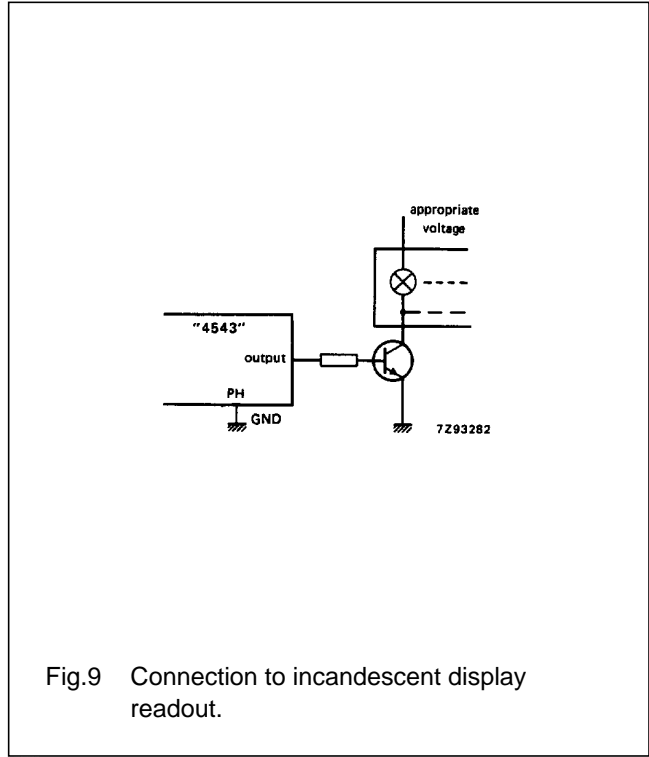 appropriate
voltage
"4543"
output
PH
GND
7Z93282
Fig.9 Connection to incandescent display
readout.